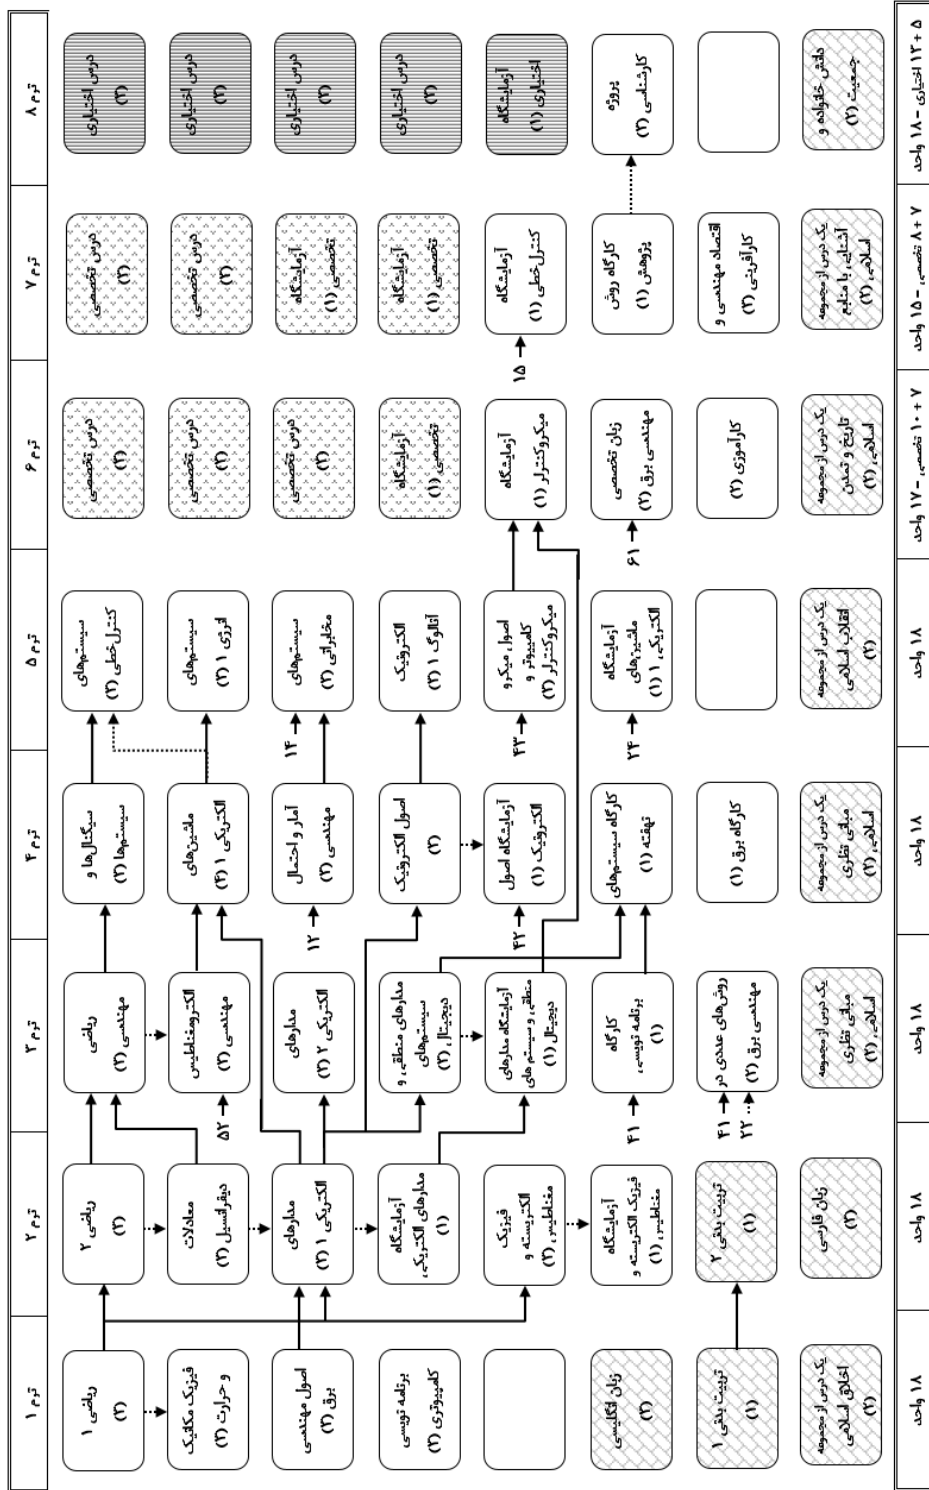 ترم ۱
ریاضی ۱
(۳)
فیزیک مکانیک
و حرارت (۳)
اصول مهندسی
برق (۳)
برنامه نویسی
کامپیوتری (۳)
زبان انگلیسی
(۳)
تربیت بدنی ۱
(۱)
یک درس از مجموعه
اخلاق اسلامی
(۲)
۱۸ واحد
ترم ۲
ریاضی ۲
(۳)
معادلات
دیفرانسیل (۳)
مدارهای
الکتریکی ۱ (۳)
آزمایشگاه
مدارهای الکتریکی
(۱)
فیزیک
الکتریسته و
مغناطیس (۳)
آزمایشگاه
فیزیک الکتریسته و
مغناطیس (۱)
تربیت بدنی ۲
(۱)
زبان فارسی
(۳)
۱۸ واحد
ترم ۳
ریاضی
مهندسی (۳)
الکترومغناطیس
مهندسی (۳)
۵۲
مدارهای
الکتریکی ۲ (۳)
مدارهای منطقی و
سیستم‌های
دیجیتال (۳)
آزمایشگاه مدارهای
منطقی و سیستم های
دیجیتال (۱)
کارگاه
برنامه نویسی
(۱)
۴۱
روش‌های عددی در
مهندسی برق (۲)
۴۱
۲۲
یک درس از مجموعه
مبانی نظری
اسلامی (۲)
۱۸ واحد
ترم ۴
سیگنال‌ها و
سیستم‌ها (۳)
ماشین‌های
الکتریکی ۱ (۳)
آمار و احتمال
مهندسی (۳)
۱۲
اصول الکترونیک
(۳)
آزمایشگاه اصول
الکترونیک (۱)
۴۲
کارگاه سیستم‌های
نهفته (۱)
کارگاه برق (۱)
یک درس از مجموعه
مبانی نظری
اسلامی (۲)
۱۸ واحد
ترم ۵
سیستم‌های
کنترل خطی (۳)
سیستم‌های
انرژی ۱ (۳)
سیستم‌های
مخابراتی (۳)
۱۴
الکترونیک
آنالوگ ۱ (۳)
اصول میکرو
کامپیوتر و
میکروکنترلر (۳)
۴۳
آزمایشگاه
ماشین‌های
الکتریکی ۱ (۱)
۲۴
یک درس از مجموعه
انقلاب اسلامی
(۲)
۱۸ واحد
ترم ۶
درس تخصصی
(۳)
درس تخصصی
(۳)
درس تخصصی
(۳)
آزمایشگاه
تخصصی (۱)
آزمایشگاه
میکروکنترلر (۱)
زبان تخصصی
مهندسی برق (۲)
۶۱
کارآموزی (۲)
یک درس از مجموعه
تاریخ و تمدن
اسلامی (۲)
۷ + ۱۰ تخصصی – ۱۷ واحد
ترم ۷
درس تخصصی
(۳)
درس تخصصی
(۳)
آزمایشگاه
تخصصی (۱)
آزمایشگاه
تخصصی (۱)
آزمایشگاه
کنترل خطی (۱)
۱۵
کارگاه روش
پژوهش (۱)
اقتصاد مهندسی و
کارآفرینی (۳)
یک درس از مجموعه
آشنایی با منابع
اسلامی (۲)
۷ + ۸ تخصصی – ۱۵ واحد
ترم ۸
درس اختیاری
(۳)
درس اختیاری
(۳)
درس اختیاری
(۳)
درس اختیاری
(۳)
آزمایشگاه
اختیاری (۱)
پروژه
کارشناسی (۳)
دانش خانواده و
جمعیت (۲)
۵ + ۱۳ اختیاری – ۱۸ واحد